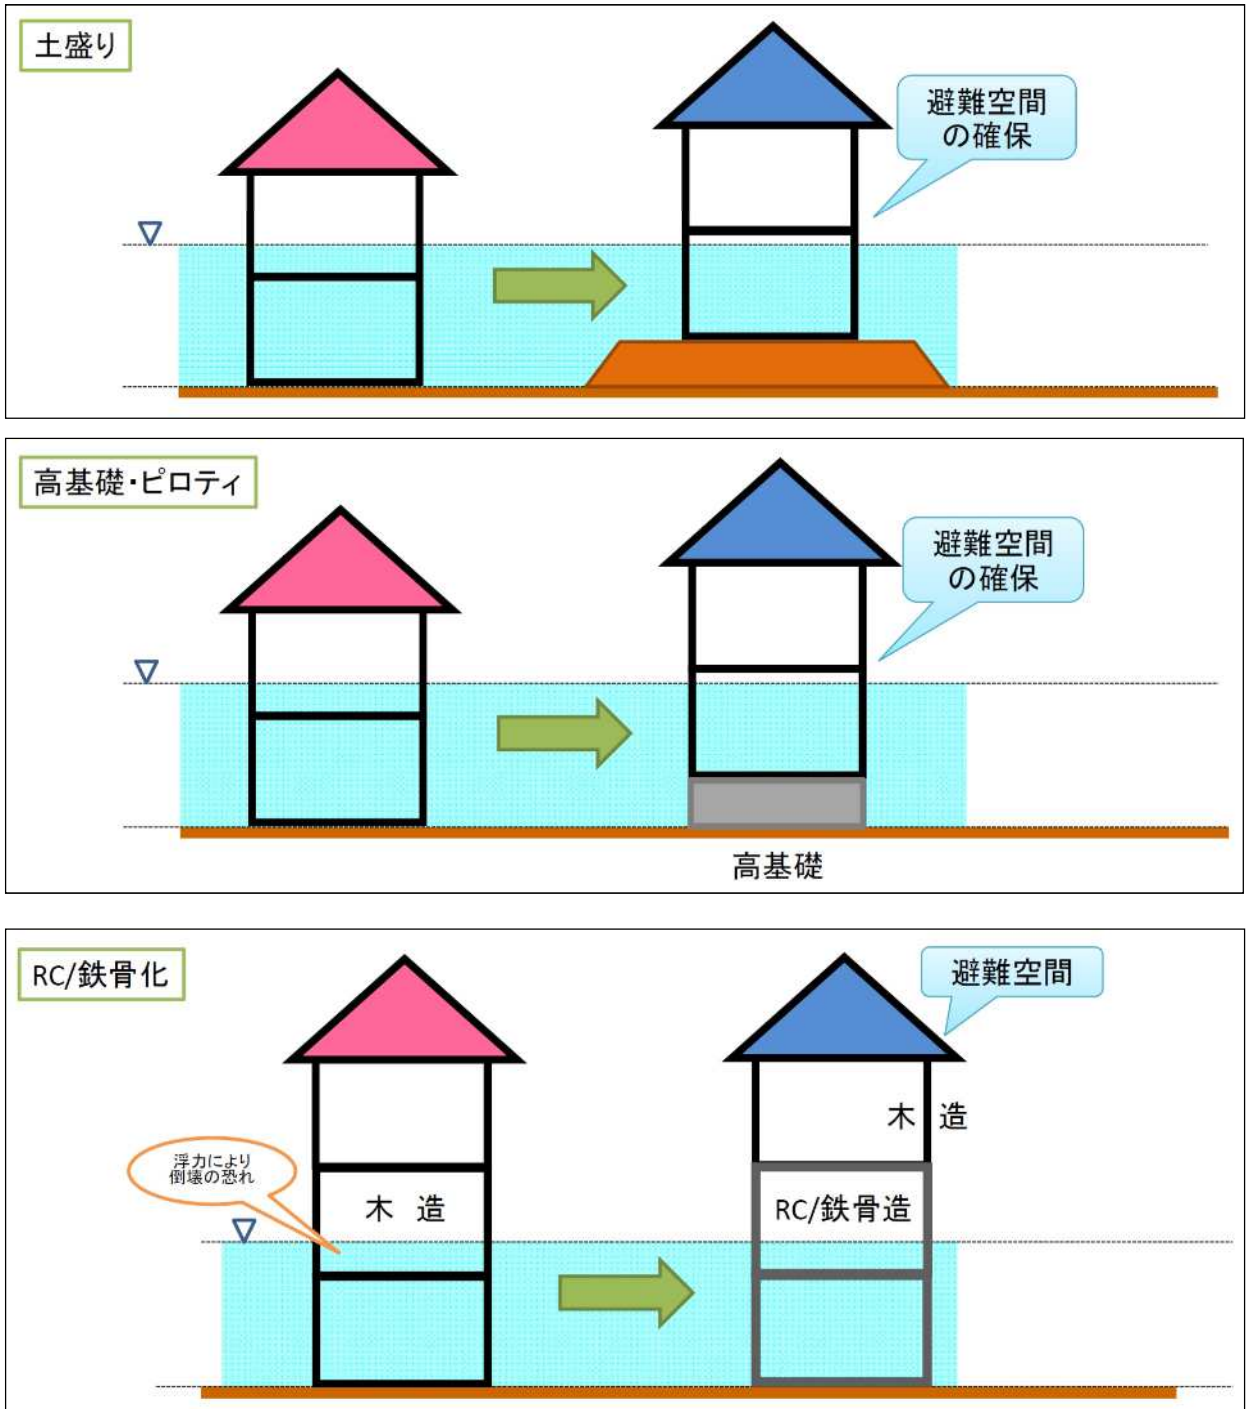 土盛り
避難空間
の確保
高基礎・ピロティ
避難空間
の確保
高基礎
RC/鉄骨化
避難空間
木 造
浮力により
倒壊の恐れ
木 造
RC/鉄骨造